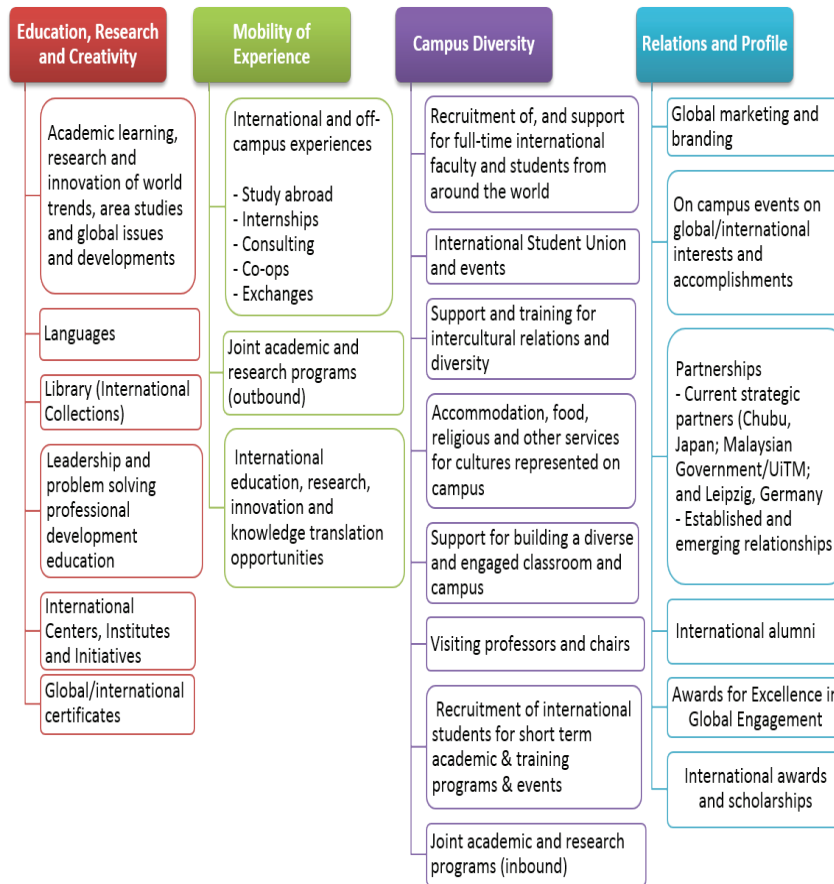 Education, Research
and Creativity
Academic learning,
research and
innovation of world
trends, area studies
and global issues
and developments
Languages
Library (International
Collections)
Leadership and
problem solving
professional
development
education
International
Centers, Institutes
and Initiatives
Global/international
certificates
Mobility of
Experience
International and off-
campus experiences
- Study abroad
- Internships
- Consulting
- Co-ops
- Exchanges
Joint academic and
research programs
(outbound)
International
education, research,
innovation and
knowledge translation
opportunities
Campus Diversity
Recruitment of, and support
for full-time international
faculty and students from
around the world
International Student Union
and events
Support and training for
intercultural relations and
diversity
Accommodation, food,
religious and other services
for cultures represented on
campus
Support for building a diverse
and engaged classroom and
campus
Visiting professors and chairs
Recruitment of international
students for short term
academic & training
programs & events
Joint academic and research
programs (inbound)
Relations and Profile
Global marketing and
branding
On campus events on
global/international
interests and
accomplishments
Partnerships
- Current strategic
partners (Chubu,
Japan; Malaysian
Government/UiTM;
and Leipzig, Germany
- Established and
emerging relationships
International alumni
Awards for Excellence in
Global Engagement
International awards
and scholarships